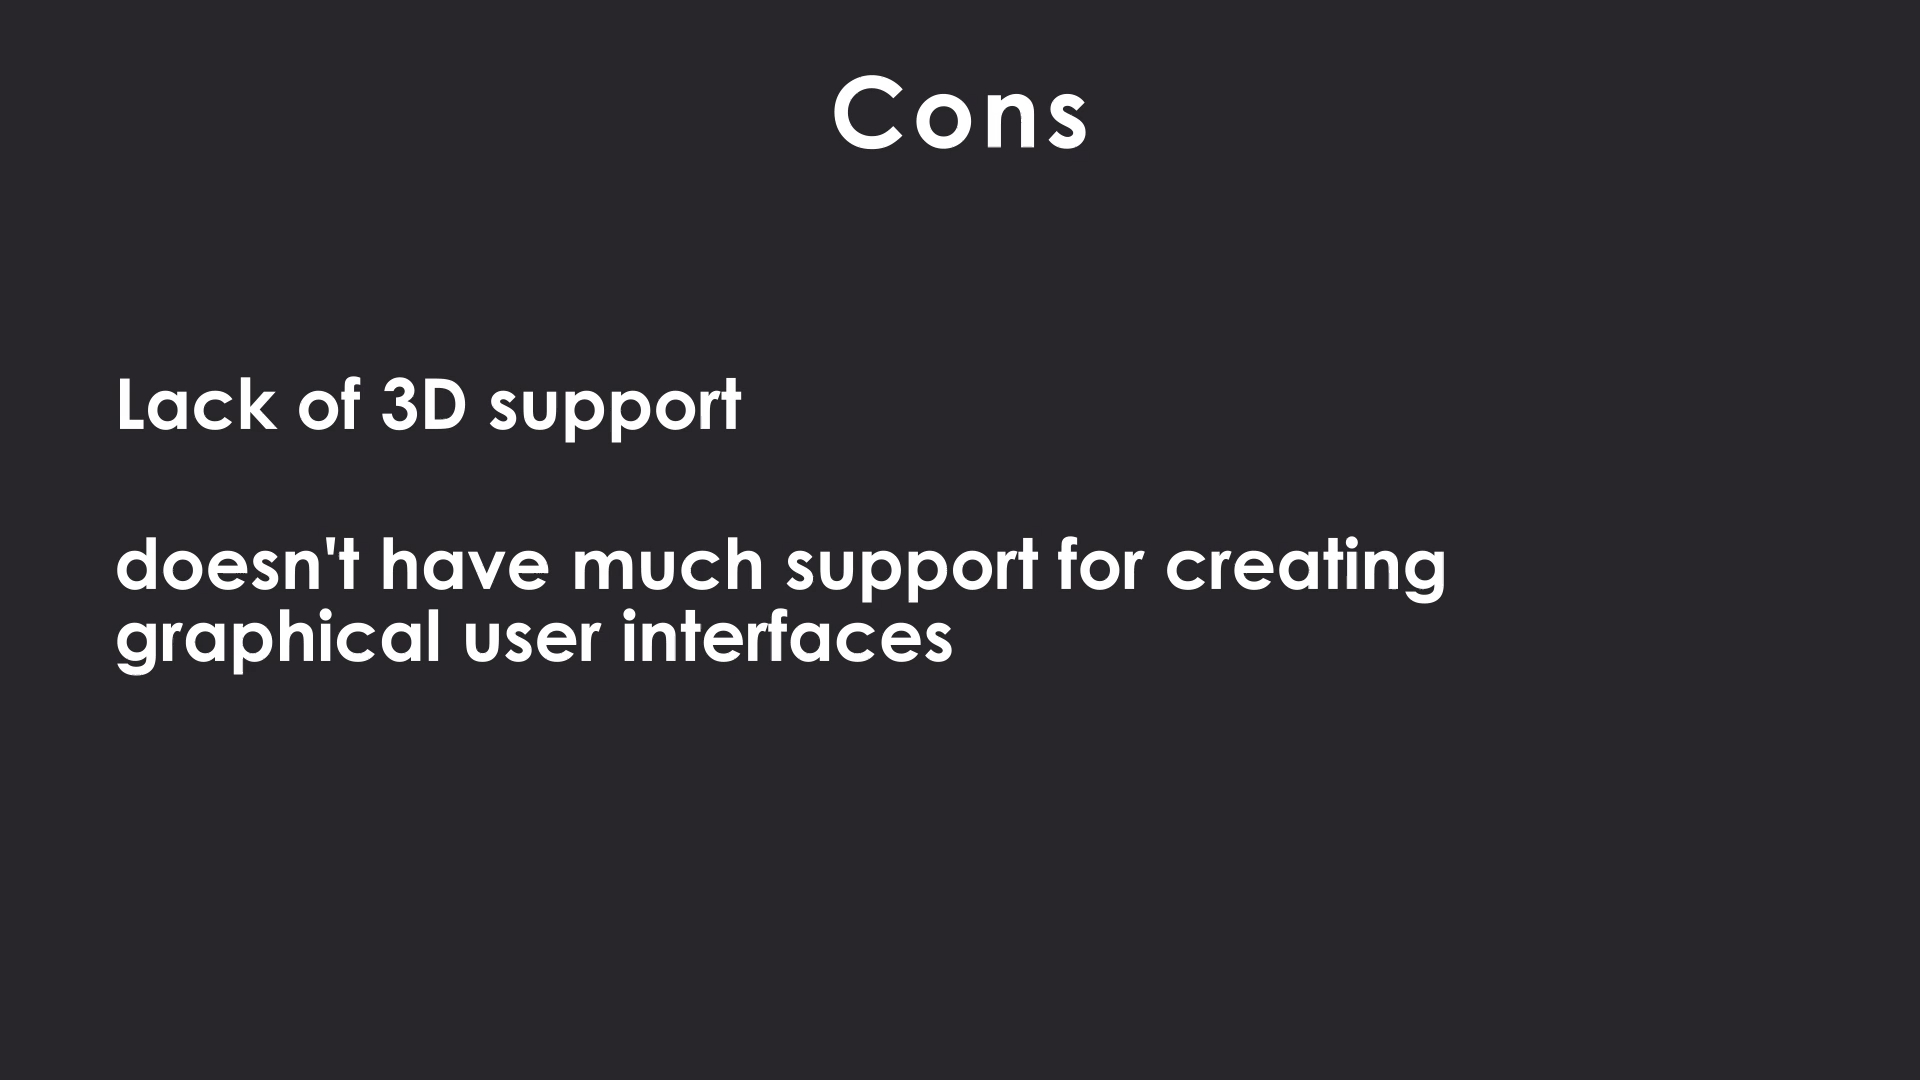 Cons
Lack of 3D support
doesn't have much support for creating
graphical user interfaces